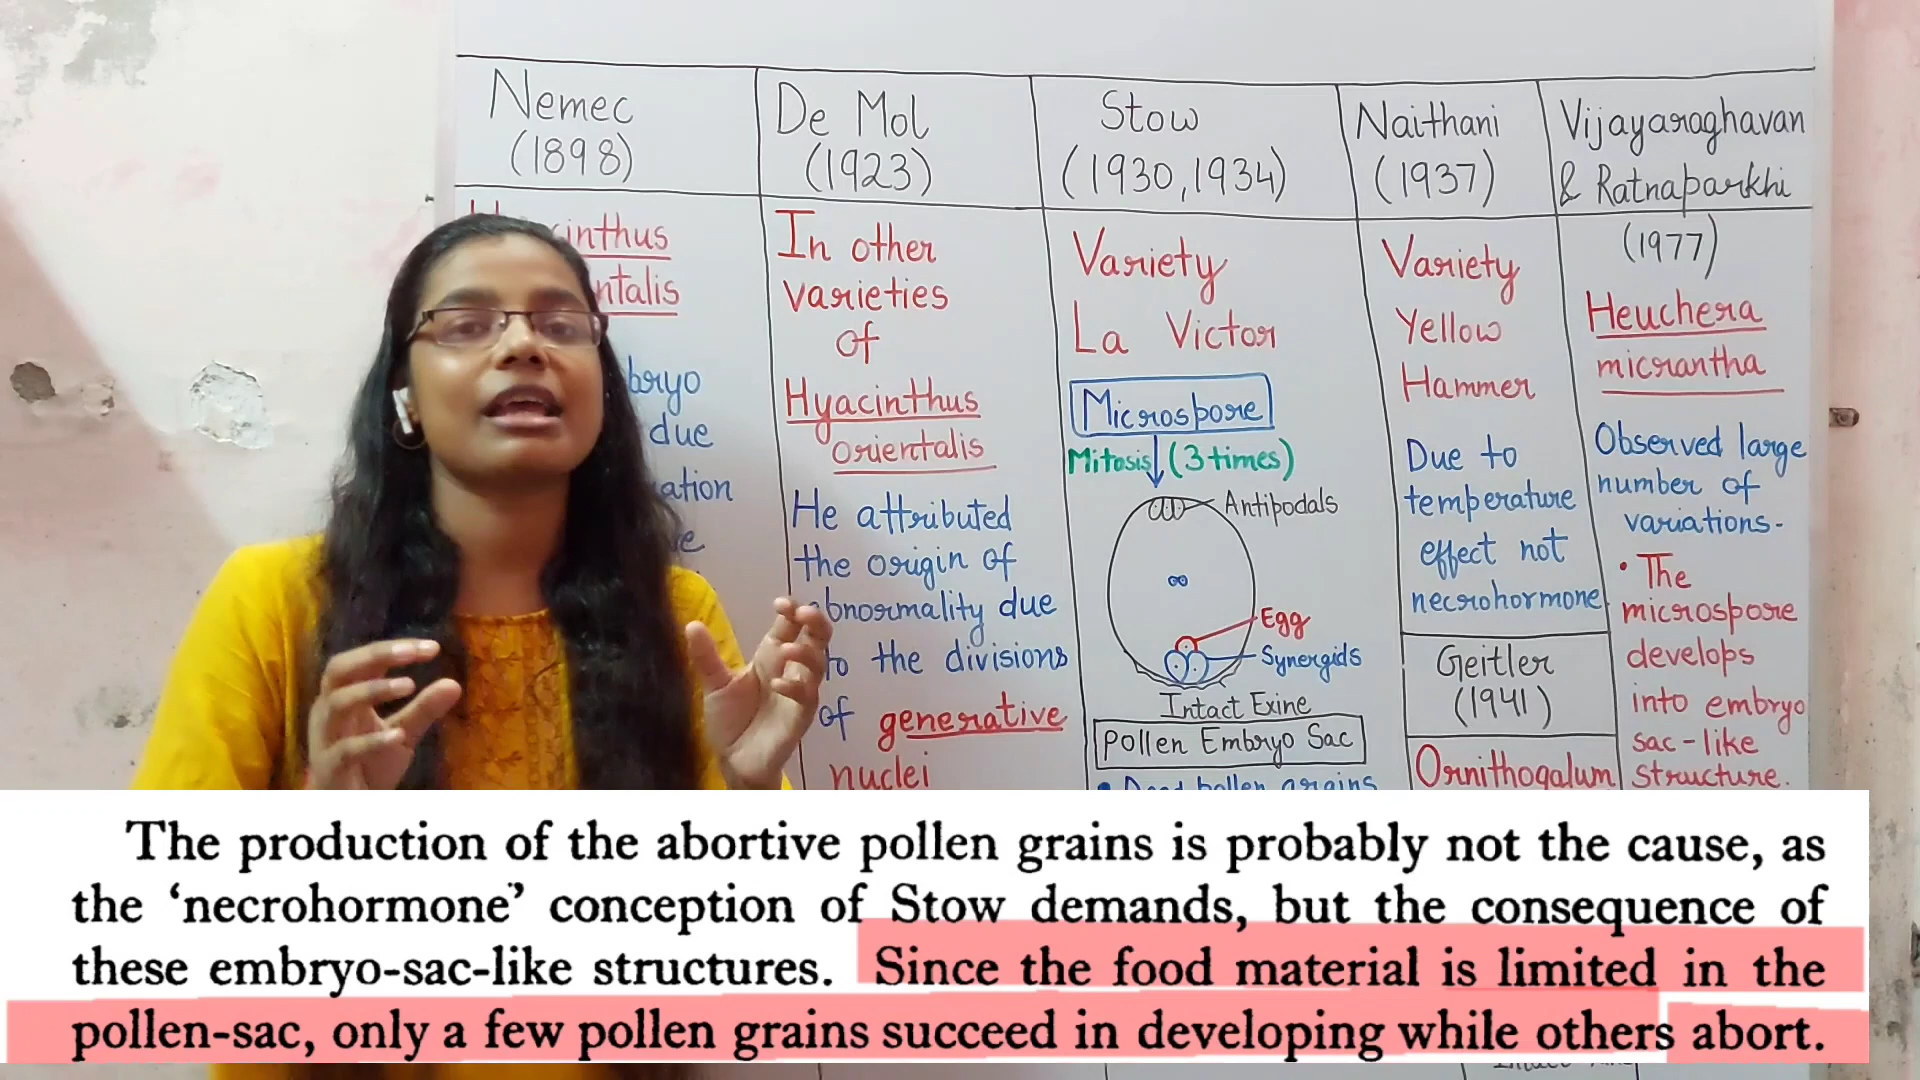 Nemec
(1898)
cinthus
ntalis
bryo
due
ation
De Mol
(1923)
In other
varieties
of
Hyacinthus
orientalis
He attributed
the origin of
abnormality due
to the divisions
of generative
nuclei
Stow
(1930,1934)
Variety
La Victor
Microspore
Mitosis (3 times)
Antipodals
Egg
Synergids
Intact Exine
Pollen Embryo Sac
• Dead pollen grains
Naithani
(1937)
Variety
Yellow
Hammer
Due to
temperature
effect not
necrohormone
Geitler
(1941)
Ornithogalum
Vijayaraghavan
& Ratnaparkhi
(1977)
Heuchera
micrantha
Observed large
number of
variations-
• The
microspore
develops
into embryo
sac-like
structure.
The production of the abortive pollen grains is probably not the cause, as
the ‘necrohormone’ conception of Stow demands, but the consequence of
these embryo-sac-like structures. Since the food material is limited in the
pollen-sac, only a few pollen grains succeed in developing while others abort.